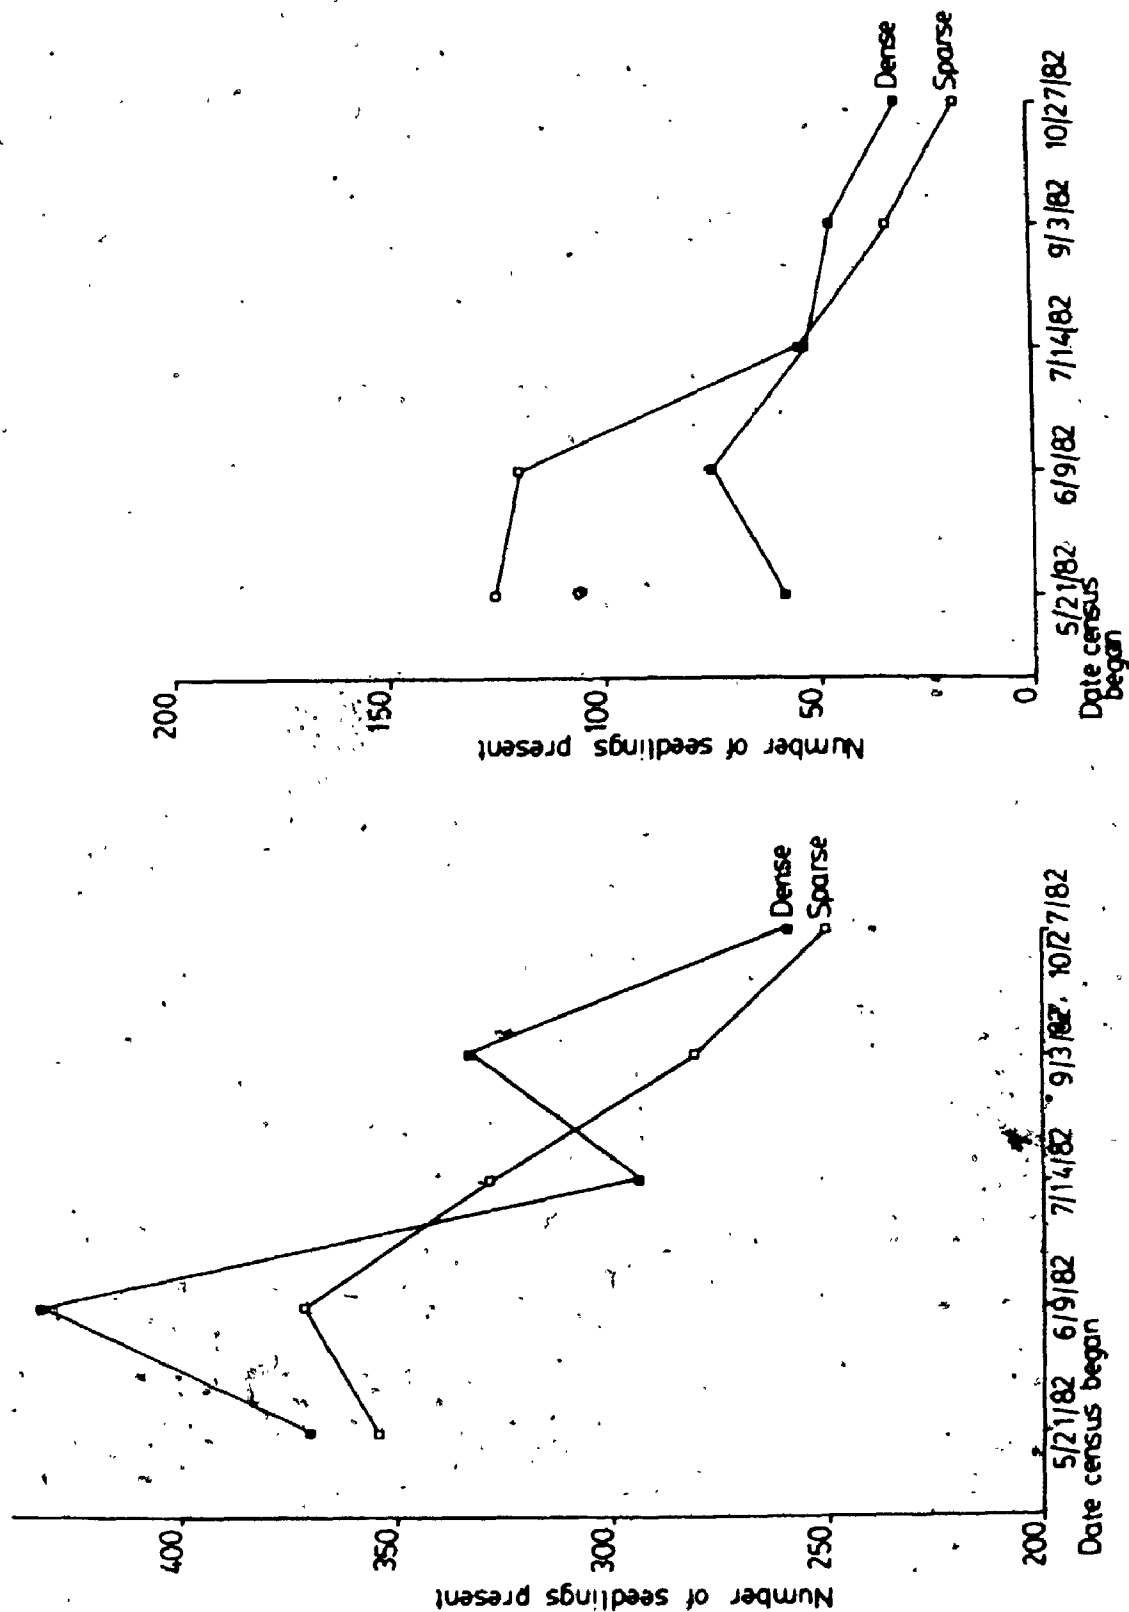 Number of seedlings present
400
350
300
250
200
5/21/82 6/9/82 7/14/82 9/3/82 10/27/82
Date census began
Dense
Sparse
Number of seedlings present
200
150
100
50
0
5/21/82 6/9/82 7/14/82 9/3/82 10/27/82
Date census
began
Dense
Sparse